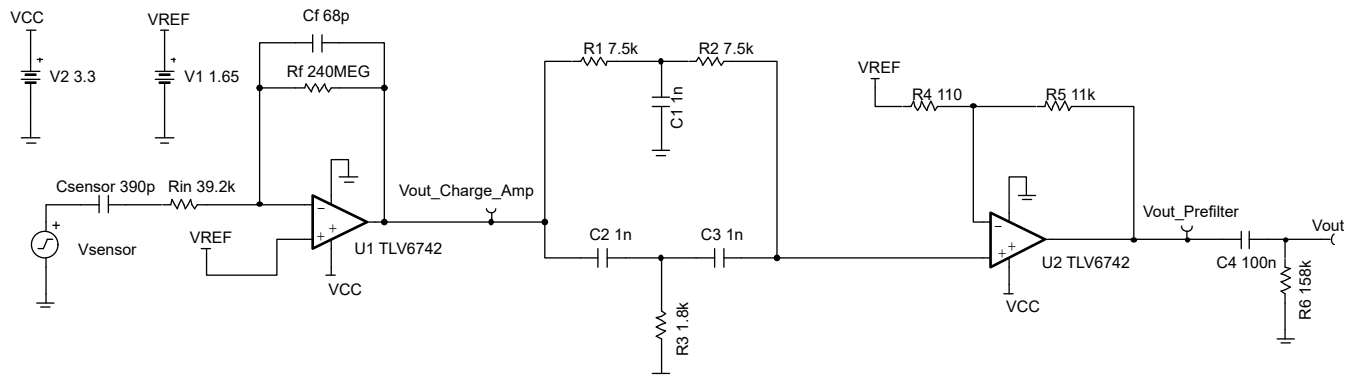 VCC
V2 3.3
VREF
V1 1.65
Cf 68p
Rf 240MEG
Csensor 390p
Rin 39.2k
Vsensor
VREF
U1 TLV6742
VCC
Vout_Charge_Amp
R1 7.5k
R2 7.5k
C1 1n
C2 1n
C3 1n
R3 1.8k
VREF
R4 110
R5 11k
U2 TLV6742
VCC
Vout_Prefilter
C4 100n
R6 158k
Vout